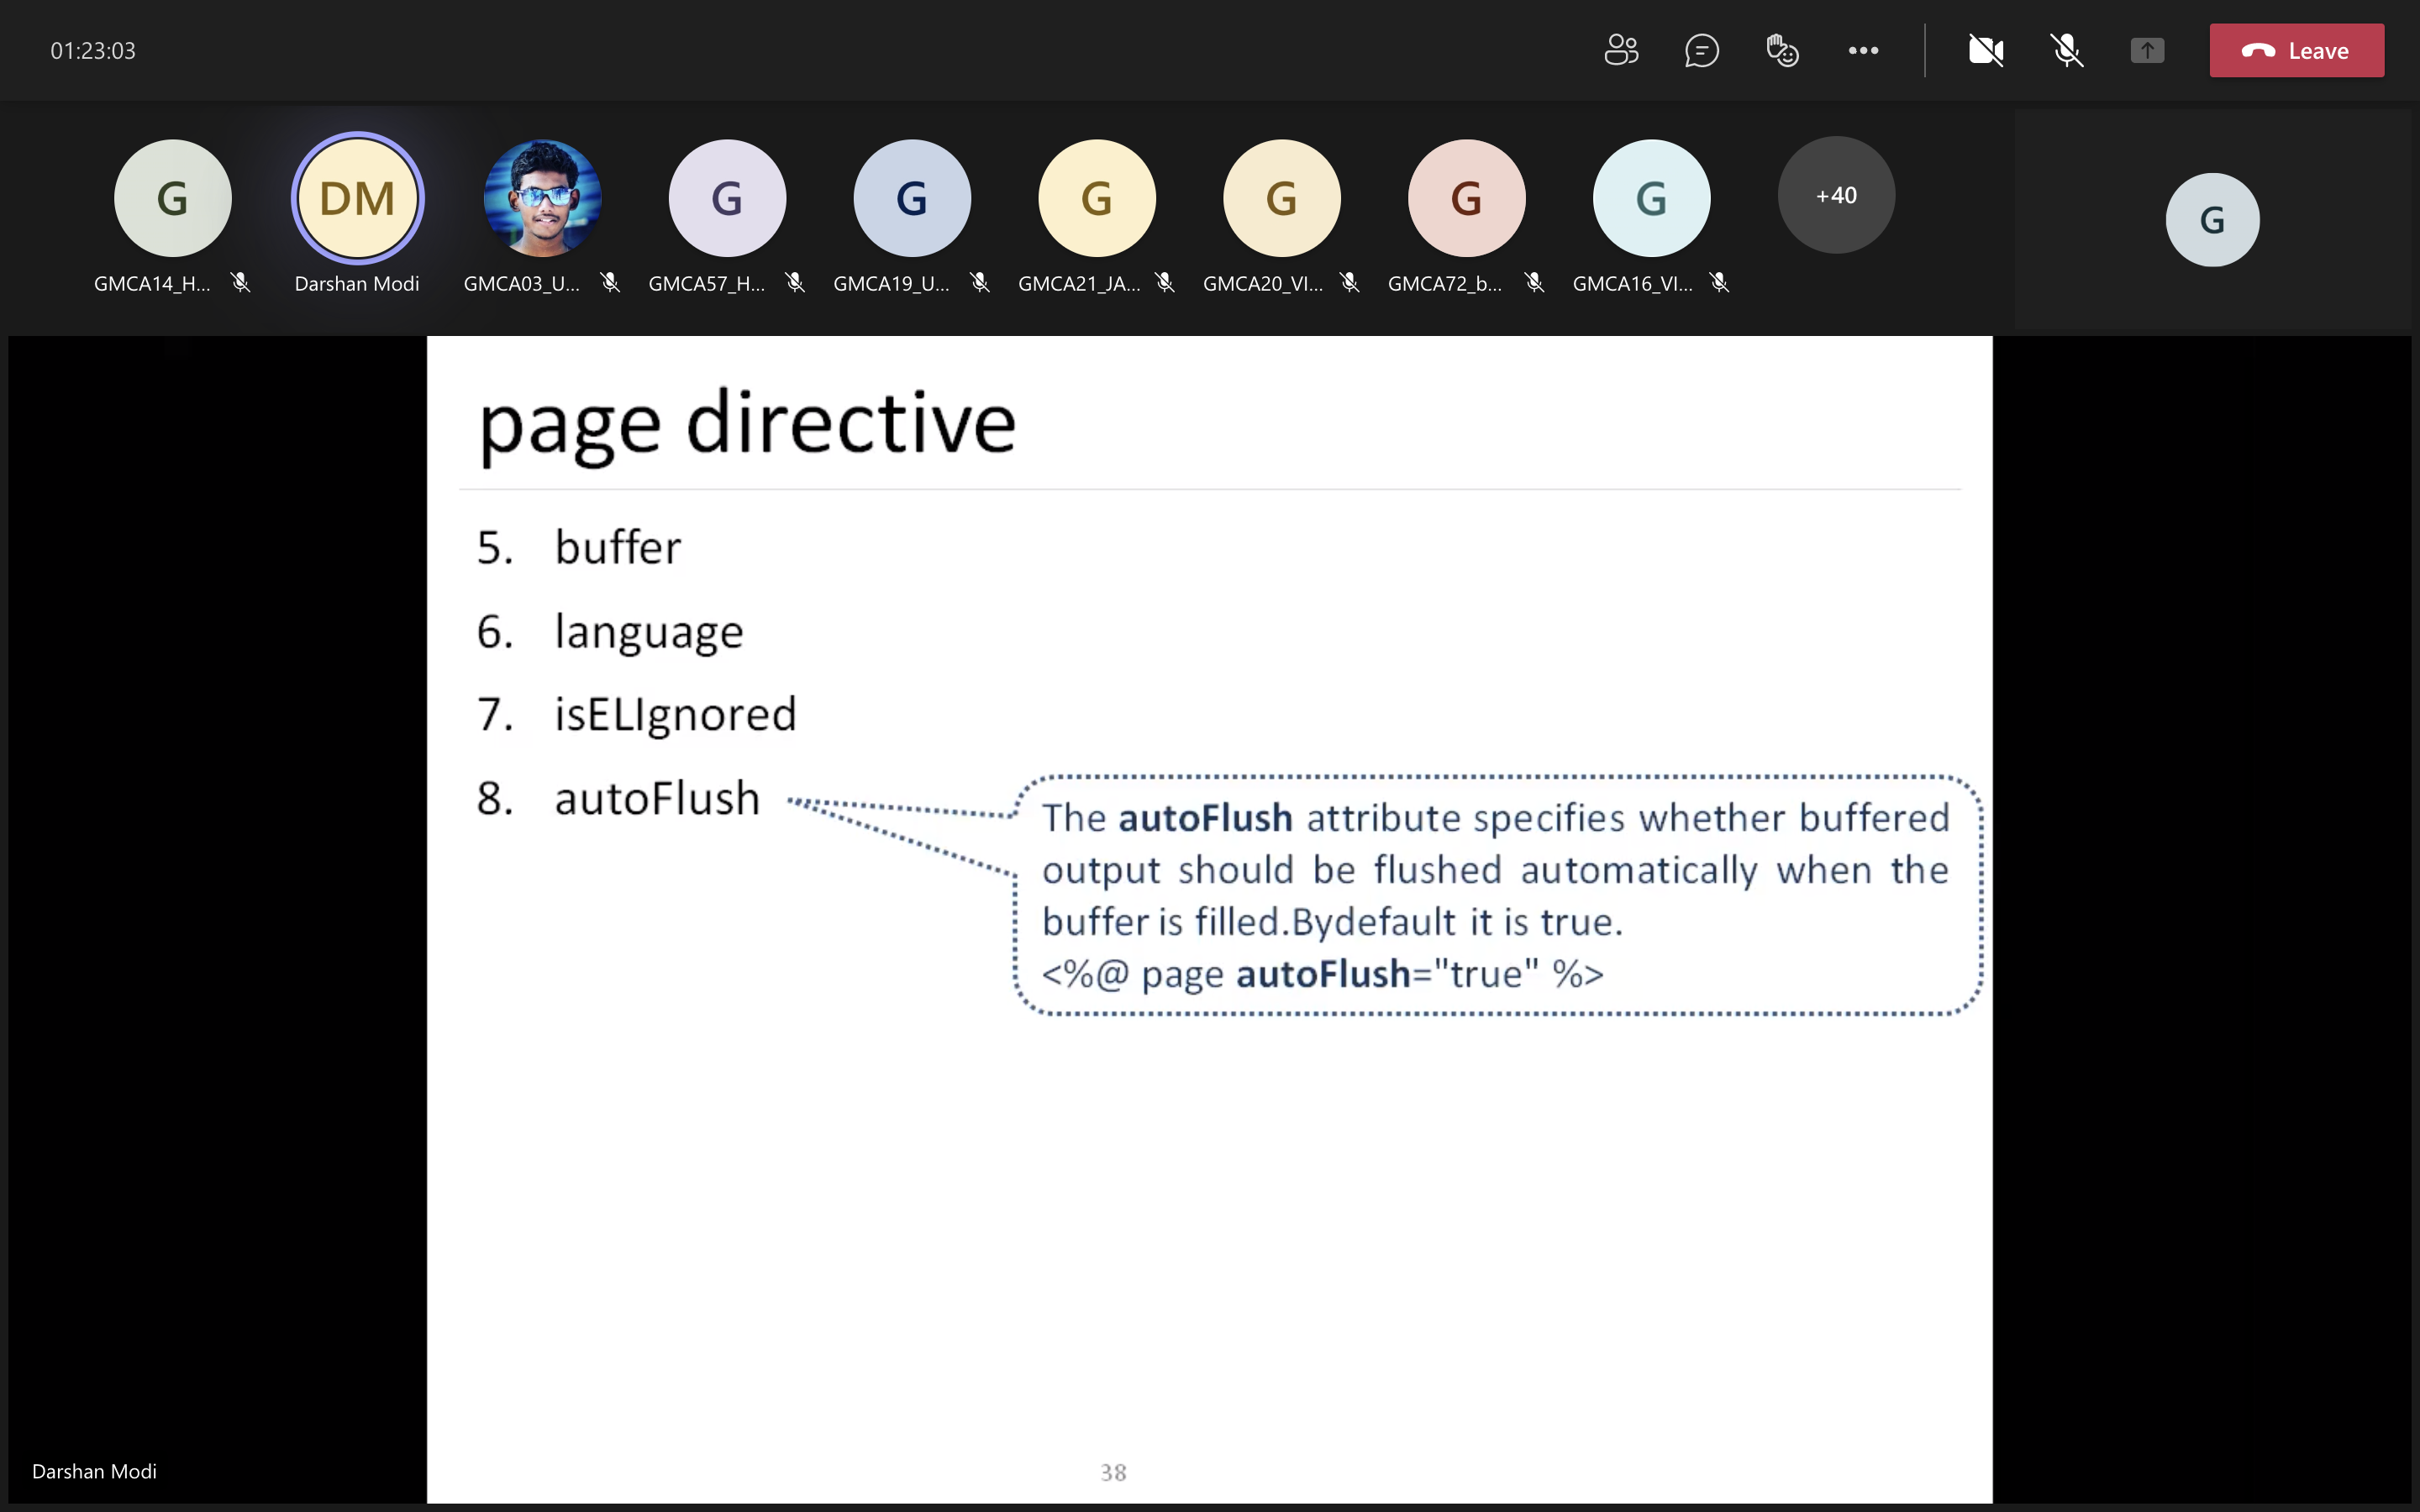 01:23:03
Leave
G
DM
G
G
G
G
G
G
+40
G
GMCA14_H...
Darshan Modi
GMCA03_U...
GMCA57_H...
GMCA19_U...
GMCA21_JA...
GMCA20_VI...
GMCA72_b...
GMCA16_VI...
page directive
5. buffer
6. language
7. isELIgnored
8. autoFlush
The autoFlush attribute specifies whether buffered
output should be flushed automatically when the
buffer is filled.Bydefault it is true.
<%@ page autoFlush="true" %>
Darshan Modi
38